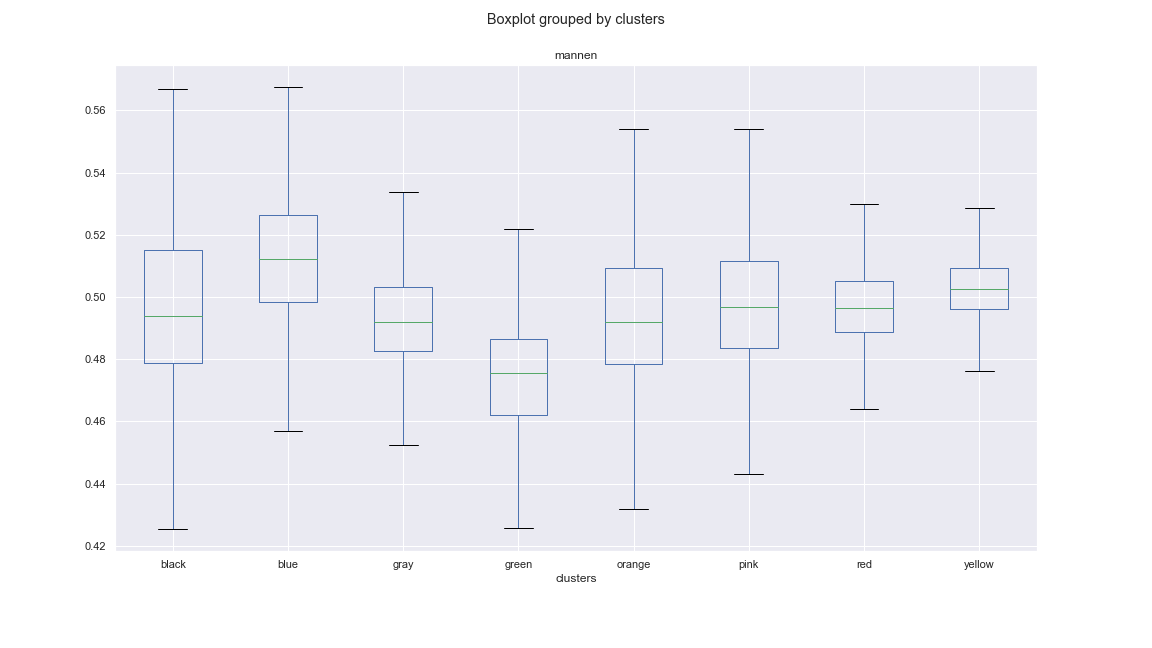 Boxplot grouped by clusters
mannen
0.56
0.54
0.52
0.50
0.48
0.46
0.44
0.42
black blue gray green orange pink red yellow
clusters